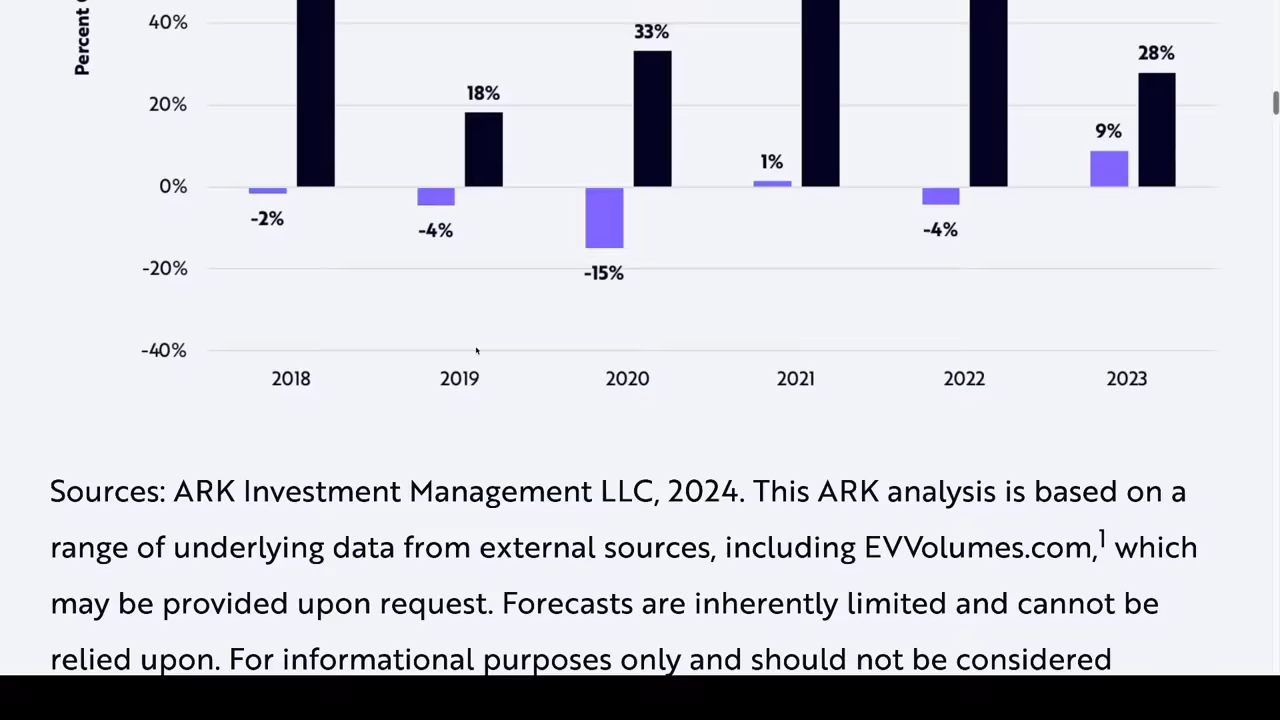 Percent
40%
33%
28%
20%
18%
9%
1%
0%
-2%
-4%
-4%
-15%
-20%
-40%
2018 2019 2020 2021 2022 2023
Sources: ARK Investment Management LLC, 2024. This ARK analysis is based on a
range of underlying data from external sources, including EVVolumes.com,1 which
may be provided upon request. Forecasts are inherently limited and cannot be
relied upon. For informational purposes only and should not be considered